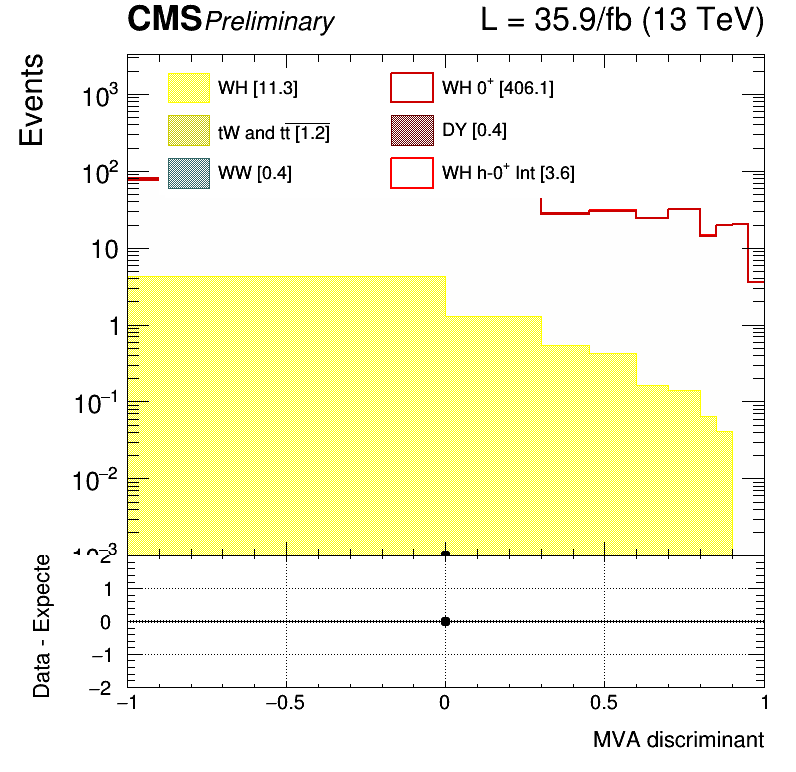 CMS Preliminary L = 35.9/fb (13 TeV)
Events
WH [11.3] WH 0⁺ [406.1]
tW and tt [1.2] DY [0.4]
WW [0.4] WH h-0⁺ Int [3.6]
10³
10²
10
1
10⁻¹
10⁻²
10⁻³
Data - Expecte
2
1
0
−1
−2
−1 −0.5 0 0.5 1
MVA discriminant